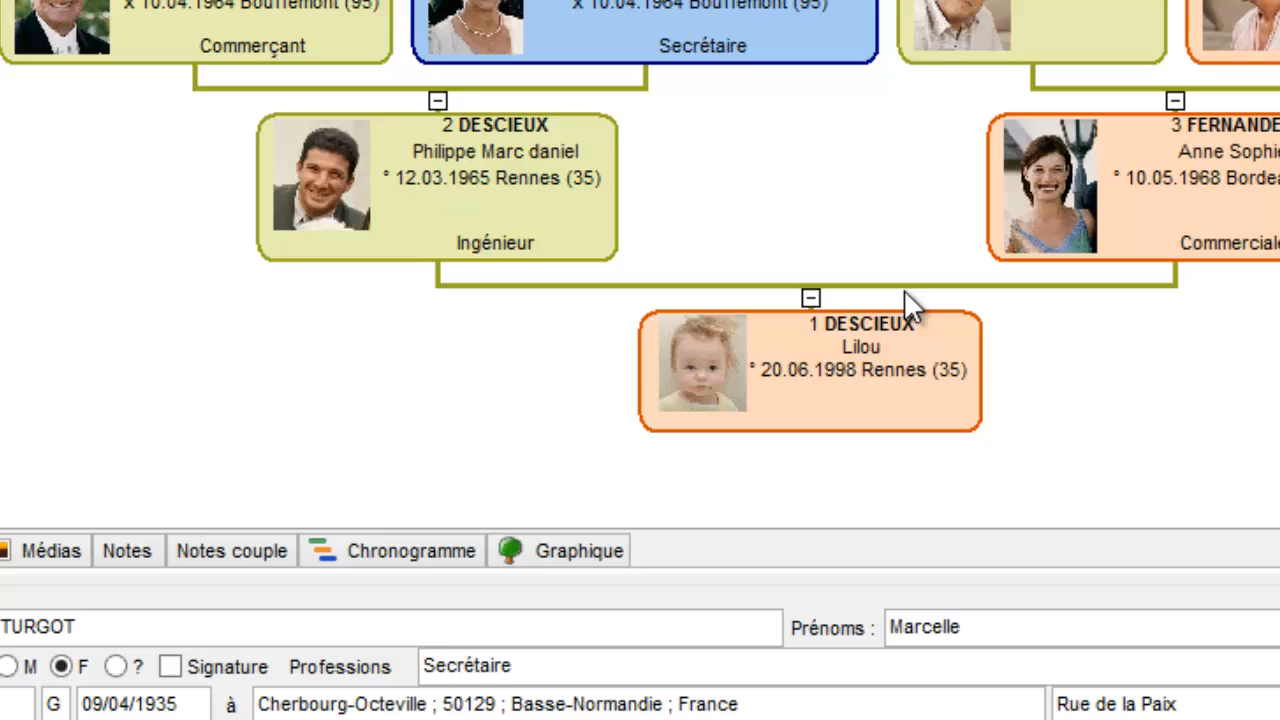 x 10.04.1964 Bouffémont (95)
x 10.04.1964 Bouffémont (95)
Commerçant
Secrétaire
2 DESCIEUX
Philippe Marc daniel
° 12.03.1965 Rennes (35)
Ingénieur
3 FERNANDE
Anne Sophi
° 10.05.1968 Bordea
Commerciale
1 DESCIEUX
Lilou
° 20.06.1998 Rennes (35)
Médias Notes Notes couple Chronogramme Graphique
TURGOT Prénoms : Marcelle
M F ? Signature Professions Secrétaire
G 09/04/1935 à Cherbourg-Octeville ; 50129 ; Basse-Normandie ; France Rue de la Paix